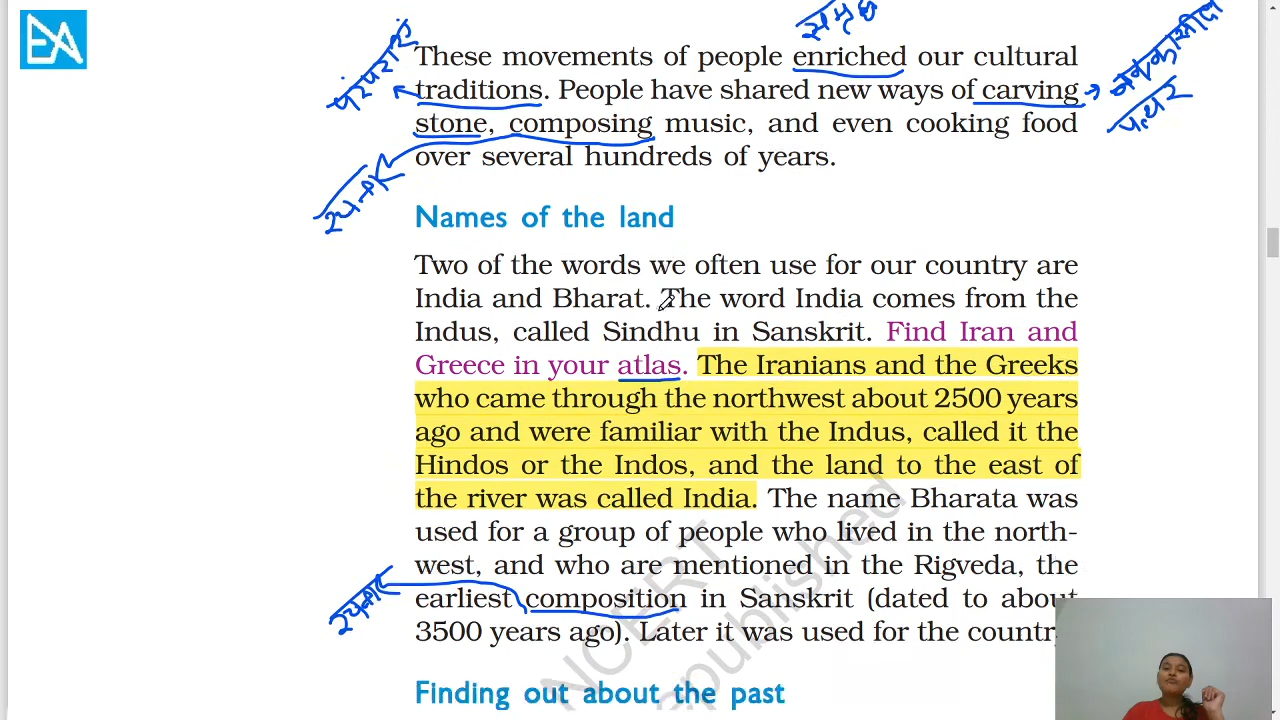 EA
समृद्ध
These movements of people enriched our cultural
परंपराएं
traditions. People have shared new ways of carving
नक्काशीदार
पत्थर
stone, composing music, and even cooking food
over several hundreds of years.
रचना
Names of the land
Two of the words we often use for our country are
India and Bharat. The word India comes from the
Indus, called Sindhu in Sanskrit. Find Iran and
Greece in your atlas. The Iranians and the Greeks
who came through the northwest about 2500 years
ago and were familiar with the Indus, called it the
Hindos or the Indos, and the land to the east of
the river was called India. The name Bharata was
used for a group of people who lived in the north-
west, and who are mentioned in the Rigveda, the
रचना
earliest composition in Sanskrit (dated to about
3500 years ago). Later it was used for the countr
Finding out about the past
NCERT
republished